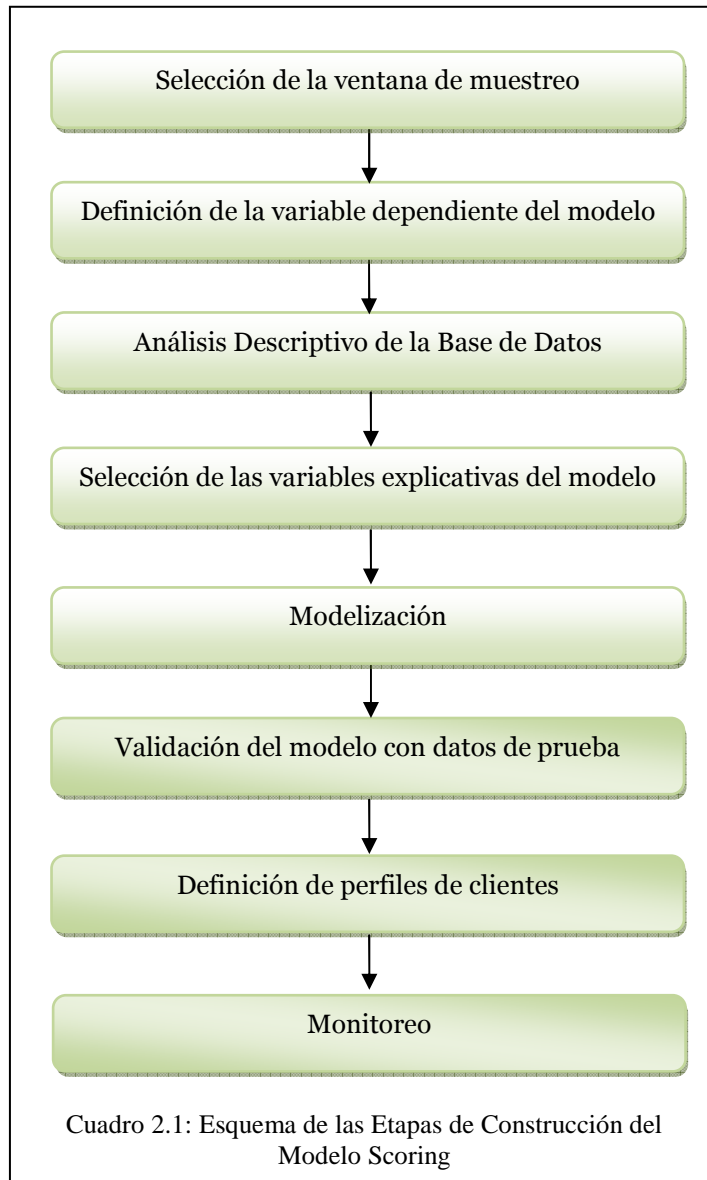 Selección de la ventana de muestreo
Definición de la variable dependiente del modelo
Análisis Descriptivo de la Base de Datos
Selección de las variables explicativas del modelo
Modelización
Validación del modelo con datos de prueba
Definición de perfiles de clientes
Monitoreo
Cuadro 2.1: Esquema de las Etapas de Construcción del
Modelo Scoring